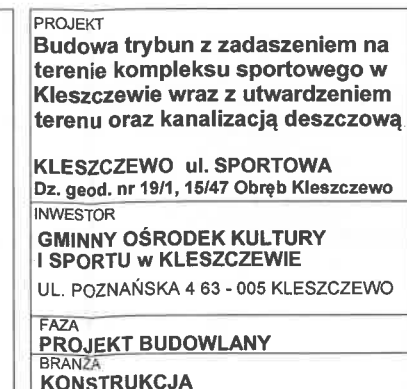 PROJEKT
Budowa trybun z zadaszeniem na
terenie kompleksu sportowego w
Kleszczewie wraz z utwardzeniem
terenu oraz kanalizacją deszczową
KLESZCZEWO ul. SPORTOWA
Dz. geod. nr 19/1, 15/47 Obręb Kleszczewo
INWESTOR
GMINNY OŚRODEK KULTURY
I SPORTU w KLESZCZEWIE
UL. POZNAŃSKA 4 63 - 005 KLESZCZEWO
FAZA
PROJEKT BUDOWLANY
BRANŻA
KONSTRUKCJA